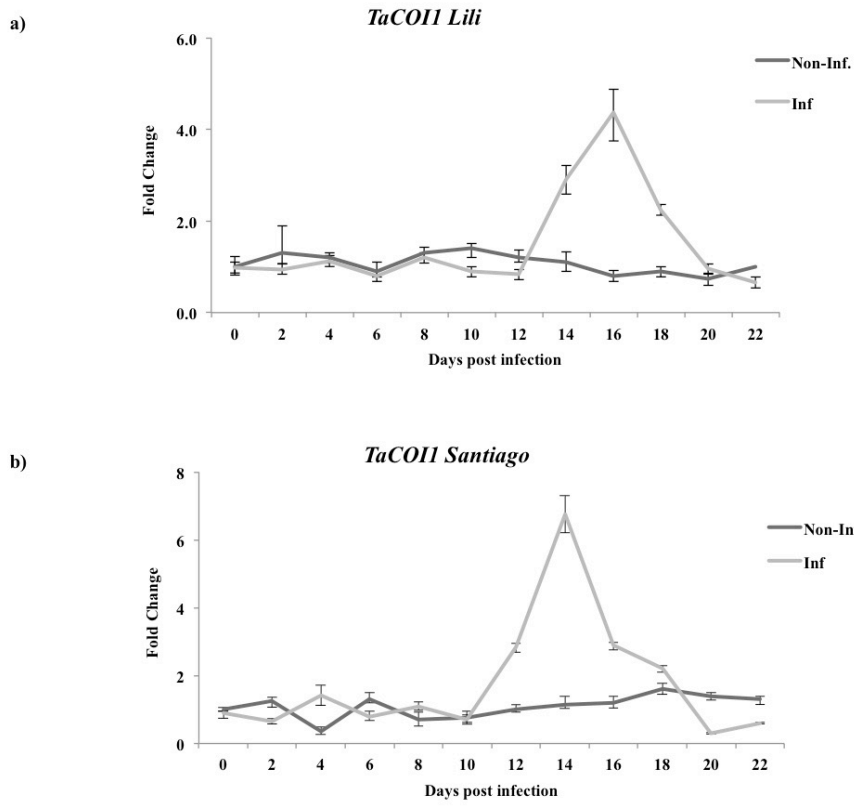 a)
TaCOI1 Lili
6.0
4.0
2.0
0.0
Fold Change
0 2 4 6 8 10 12 14 16 18 20 22
Days post infection
Non-Inf.
Inf
b)
TaCOI1 Santiago
8
6
4
2
0
Fold Change
0 2 4 6 8 10 12 14 16 18 20 22
Days post infection
Non-In
Inf